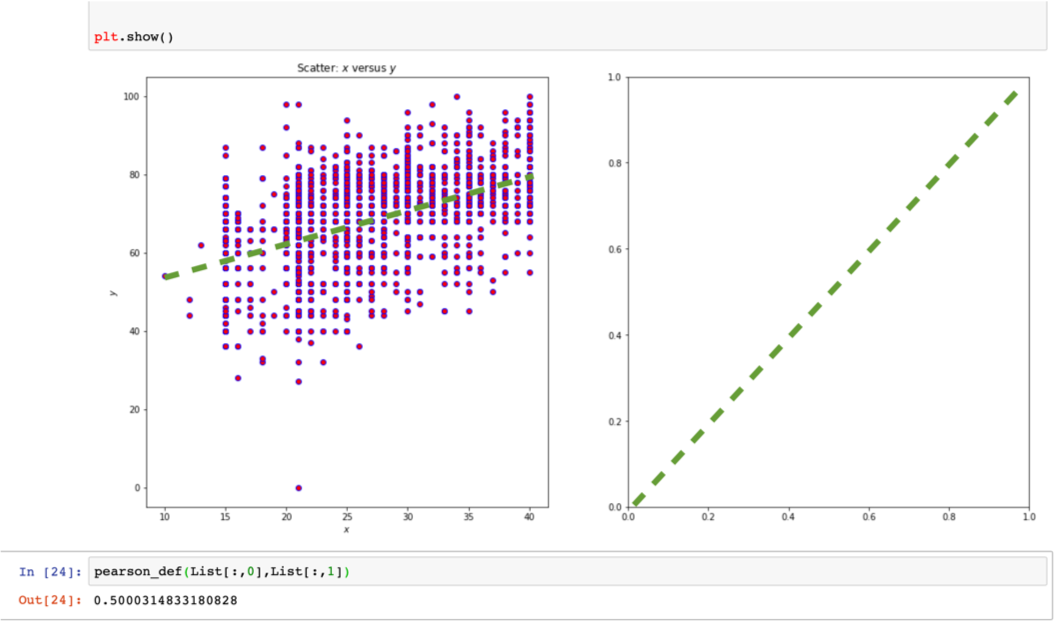 plt.show()
Scatter: x versus y
100
80
60
40
20
0
y
10 15 20 25 30 35 40
x
1.0
0.8
0.6
0.4
0.2
0.0
0.0 0.2 0.4 0.6 0.8 1.0
In [24]: pearson_def(List[:,0],List[:,1])
Out[24]: 0.5000314833180828